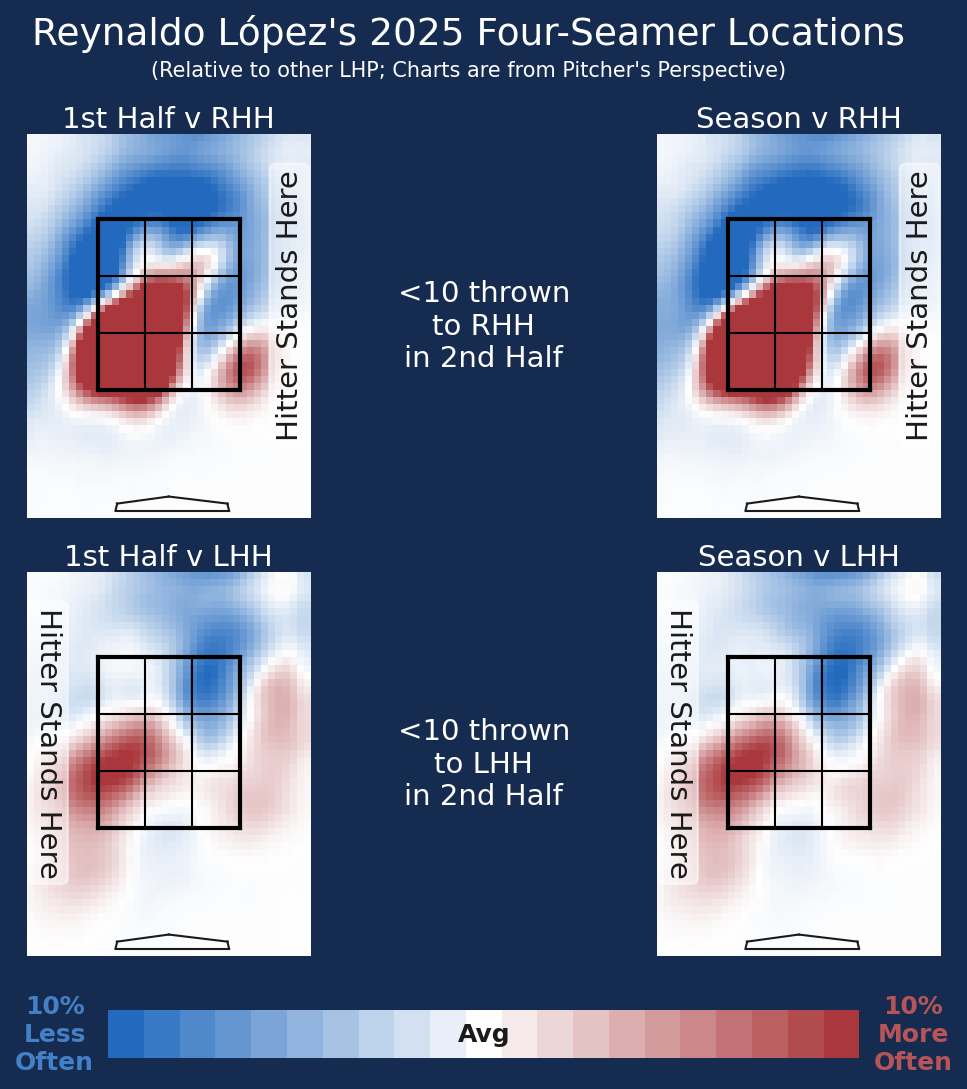 Reynaldo López's 2025 Four-Seamer Locations
(Relative to other LHP; Charts are from Pitcher's Perspective)
1st Half v RHH
Season v RHH
Hitter Stands Here
<10 thrown
to RHH
in 2nd Half
Hitter Stands Here
1st Half v LHH
Season v LHH
Hitter Stands Here
<10 thrown
to LHH
in 2nd Half
Hitter Stands Here
10%
Less
Often
Avg
10%
More
Often